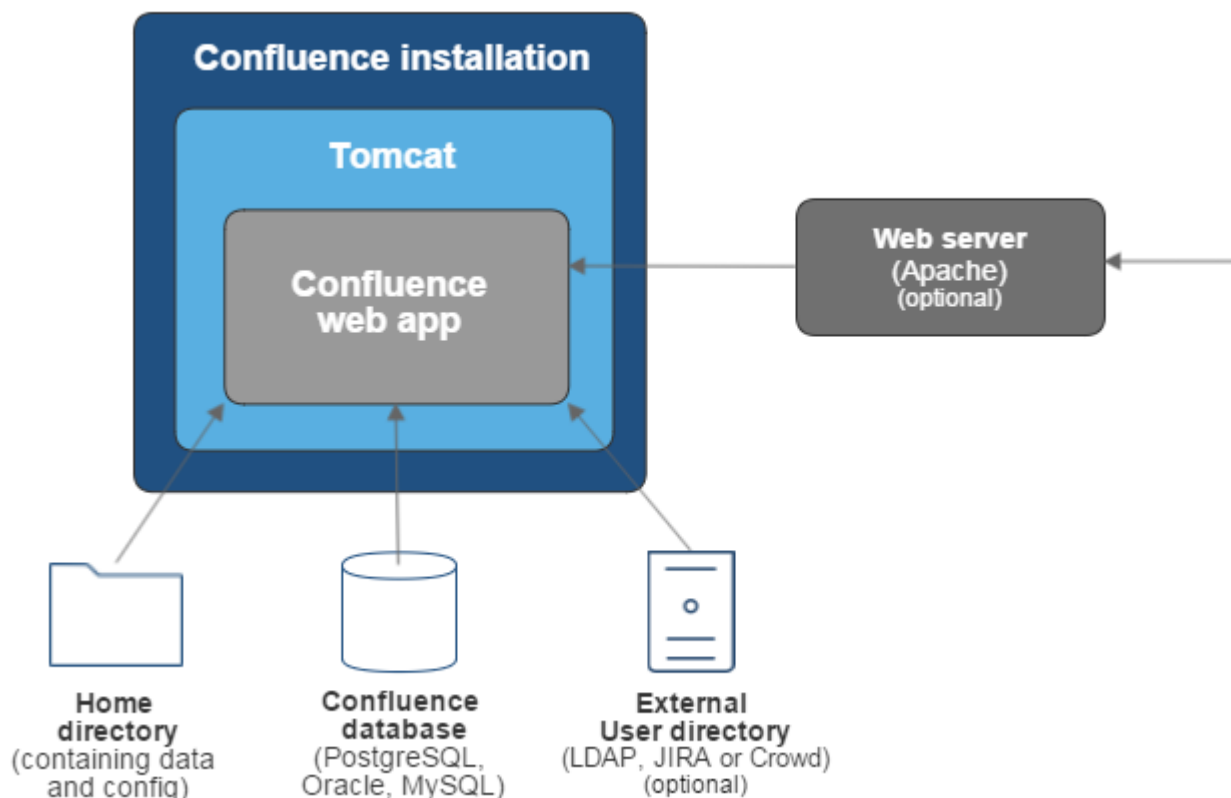 Confluence installation
Tomcat
Confluence
web app
Web server
(Apache)
(optional)
Home
directory
(containing data
and config)
Confluence
database
(PostgreSQL,
Oracle, MySQL)
External
User directory
(LDAP, JIRA or Crowd)
(optional)